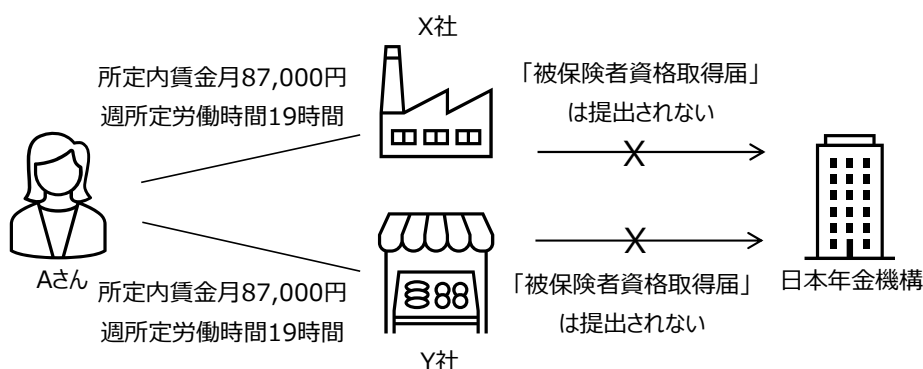 X社
所定内賃金月87,000円
週所定労働時間19時間
「被保険者資格取得届」
は提出されない
Aさん
所定内賃金月87,000円
週所定労働時間19時間
「被保険者資格取得届」
は提出されない
日本年金機構
Y社